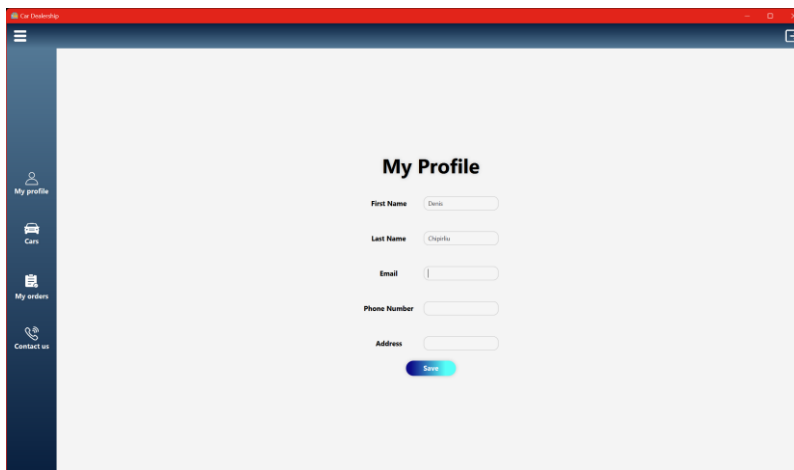 Car Dealership
My Profile
First Name Denis
Last Name Chipirliu
Email
Phone Number
Address
Save
My profile
Cars
My orders
Contact us